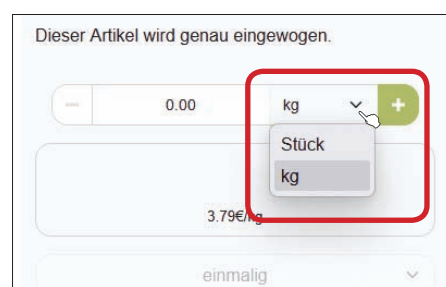 Dieser Artikel wird genau eingewogen.
− 0.00 kg +
Stück
kg
3.79€/kg
einmalig